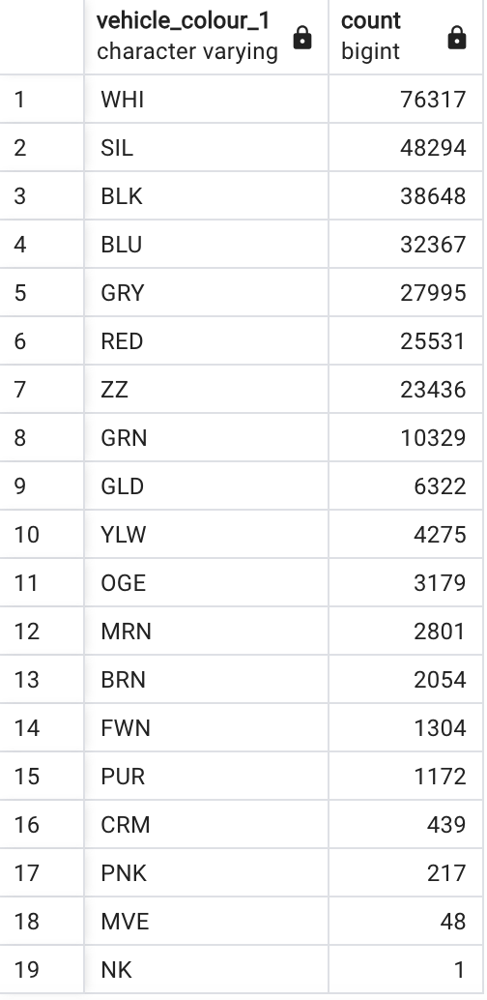 vehicle_colour_1 count
character varying bigint
1 WHI 76317
2 SIL 48294
3 BLK 38648
4 BLU 32367
5 GRY 27995
6 RED 25531
7 ZZ 23436
8 GRN 10329
9 GLD 6322
10 YLW 4275
11 OGE 3179
12 MRN 2801
13 BRN 2054
14 FWN 1304
15 PUR 1172
16 CRM 439
17 PNK 217
18 MVE 48
19 NK 1